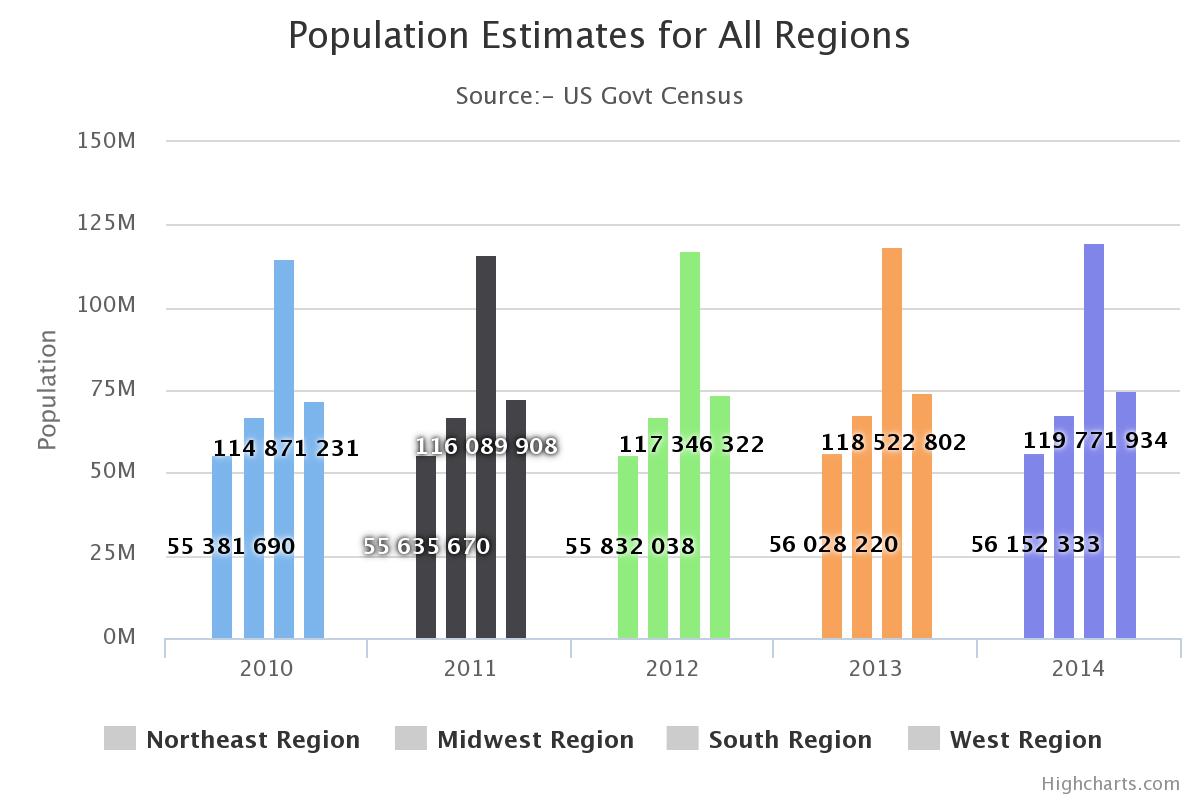 Population Estimates for All Regions
Source:- US Govt Census
150M
125M
100M
75M
50M
25M
0M
Population
114 871 231
116 089 908
117 346 322
118 522 802
119 771 934
55 381 690
55 635 670
55 832 038
56 028 220
56 152 333
2010
2011
2012
2013
2014
Northeast Region
Midwest Region
South Region
West Region
Highcharts.com